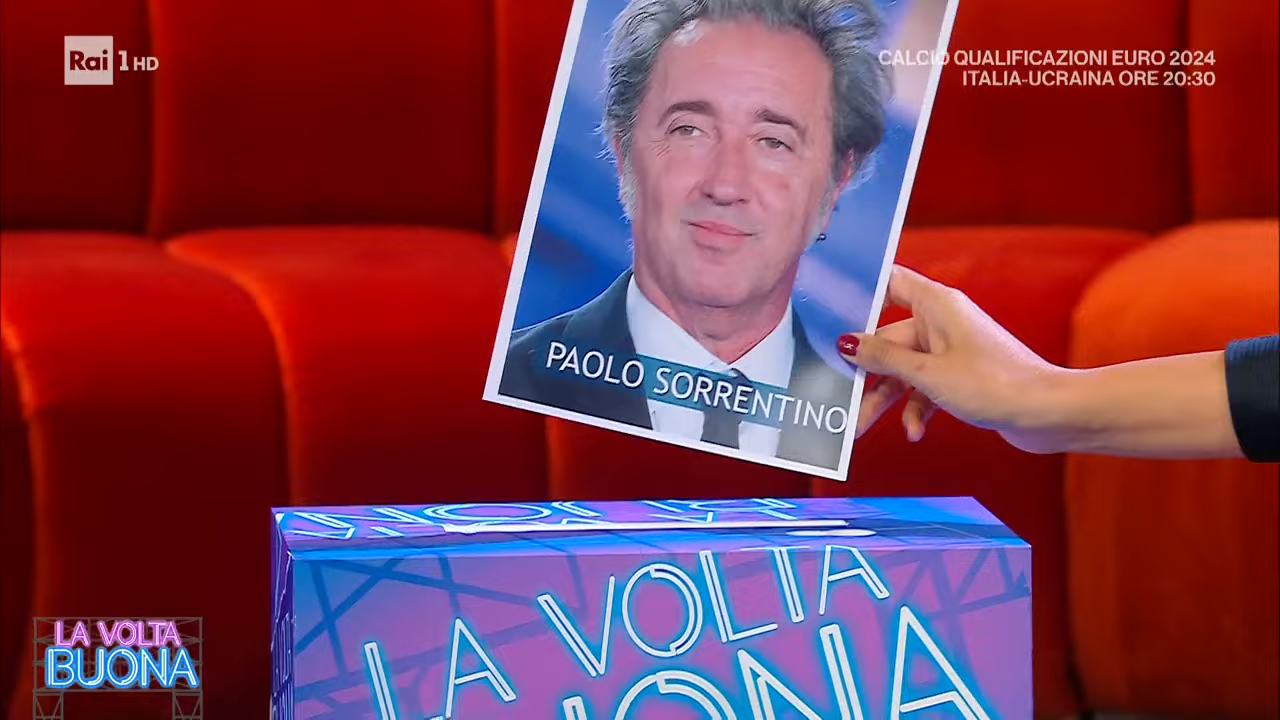 Rai 1 HD
CALCIO QUALIFICAZIONI EURO 2024
ITALIA-UCRAINA ORE 20:30
PAOLO SORRENTINO
LA VOLTA
BUONA
LA VOLTA
BUONA